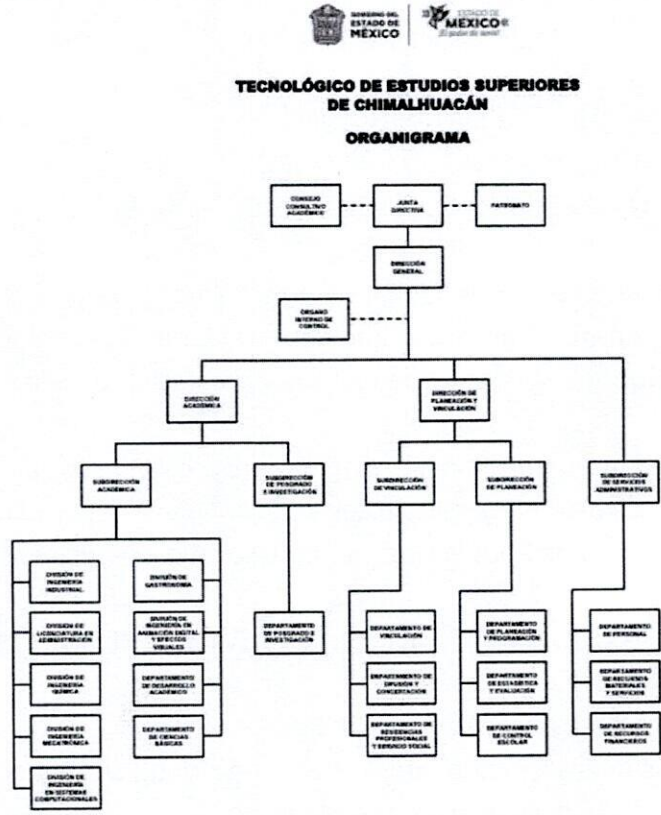 GOBIERNO DEL
ESTADO DE
MÉXICO
ESTADO DE
MÉXICO
¡El poder de servir!
TECNOLÓGICO DE ESTUDIOS SUPERIORES
DE CHIMALHUACÁN
ORGANIGRAMA
CONSEJO
CONSULTIVO
ACADÉMICO
JUNTA
DIRECTIVA
PATRONATO
DIRECCIÓN
GENERAL
ÓRGANO
INTERNO DE
CONTROL
DIRECCIÓN
ACADÉMICA
DIRECCIÓN DE
PLANEACIÓN Y
VINCULACIÓN
SUBDIRECCIÓN
ACADÉMICA
SUBDIRECCIÓN
DE POSGRADO
E INVESTIGACIÓN
SUBDIRECCIÓN
DE VINCULACIÓN
SUBDIRECCIÓN
DE PLANEACIÓN
SUBDIRECCIÓN
DE SERVICIOS
ADMINISTRATIVOS
DIVISIÓN DE
INGENIERÍA
INDUSTRIAL
DIVISIÓN DE
GASTRONOMÍA
DIVISIÓN DE
LICENCIATURA EN
ADMINISTRACIÓN
DIVISIÓN DE
INGENIERÍA EN
ANIMACIÓN DIGITAL
Y EFECTOS
VISUALES
DEPARTAMENTO
DE POSGRADO E
INVESTIGACIÓN
DEPARTAMENTO DE
VINCULACIÓN
DEPARTAMENTO
DE PLANEACIÓN
Y PROGRAMACIÓN
DEPARTAMENTO
DE PERSONAL
DIVISIÓN DE
INGENIERÍA
QUÍMICA
DEPARTAMENTO
DE DESARROLLO
ACADÉMICO
DEPARTAMENTO DE
DIFUSIÓN Y
CONCERTACIÓN
DEPARTAMENTO
DE ESTADÍSTICA
Y EVALUACIÓN
DEPARTAMENTO
DE RECURSOS
MATERIALES
Y SERVICIOS
DIVISIÓN DE
INGENIERÍA
MECATRÓNICA
DEPARTAMENTO
DE CIENCIAS
BÁSICAS
DEPARTAMENTO DE
RESIDENCIAS
PROFESIONALES
Y SERVICIO SOCIAL
DEPARTAMENTO
DE CONTROL
ESCOLAR
DEPARTAMENTO
DE RECURSOS
FINANCIEROS
DIVISIÓN DE
INGENIERÍA
EN SISTEMAS
COMPUTACIONALES